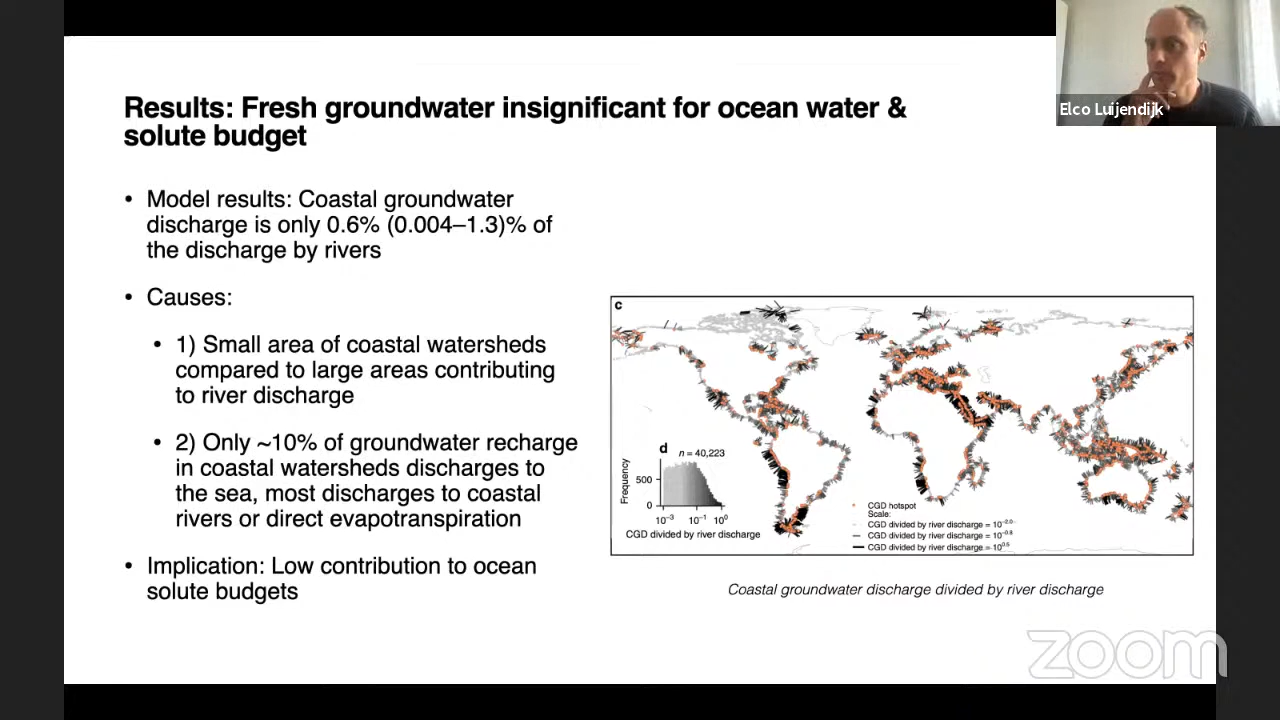 Results: Fresh groundwater insignificant for ocean water &
solute budget
Elco Luijendijk
• Model results: Coastal groundwater
discharge is only 0.6% (0.004–1.3)% of
the discharge by rivers
• Causes:
• 1) Small area of coastal watersheds
compared to large areas contributing
to river discharge
• 2) Only ~10% of groundwater recharge
in coastal watersheds discharges to
the sea, most discharges to coastal
rivers or direct evapotranspiration
• Implication: Low contribution to ocean
solute budgets
c
d
n = 40,223
Frequency
500
0
10⁻³ 10⁻¹ 10⁰
CGD divided by river discharge
CGD hotspot
Scale:
CGD divided by river discharge = 10⁻²·⁰
CGD divided by river discharge = 10⁻⁰·⁸
CGD divided by river discharge = 10⁰·⁵
Coastal groundwater discharge divided by river discharge
zoom